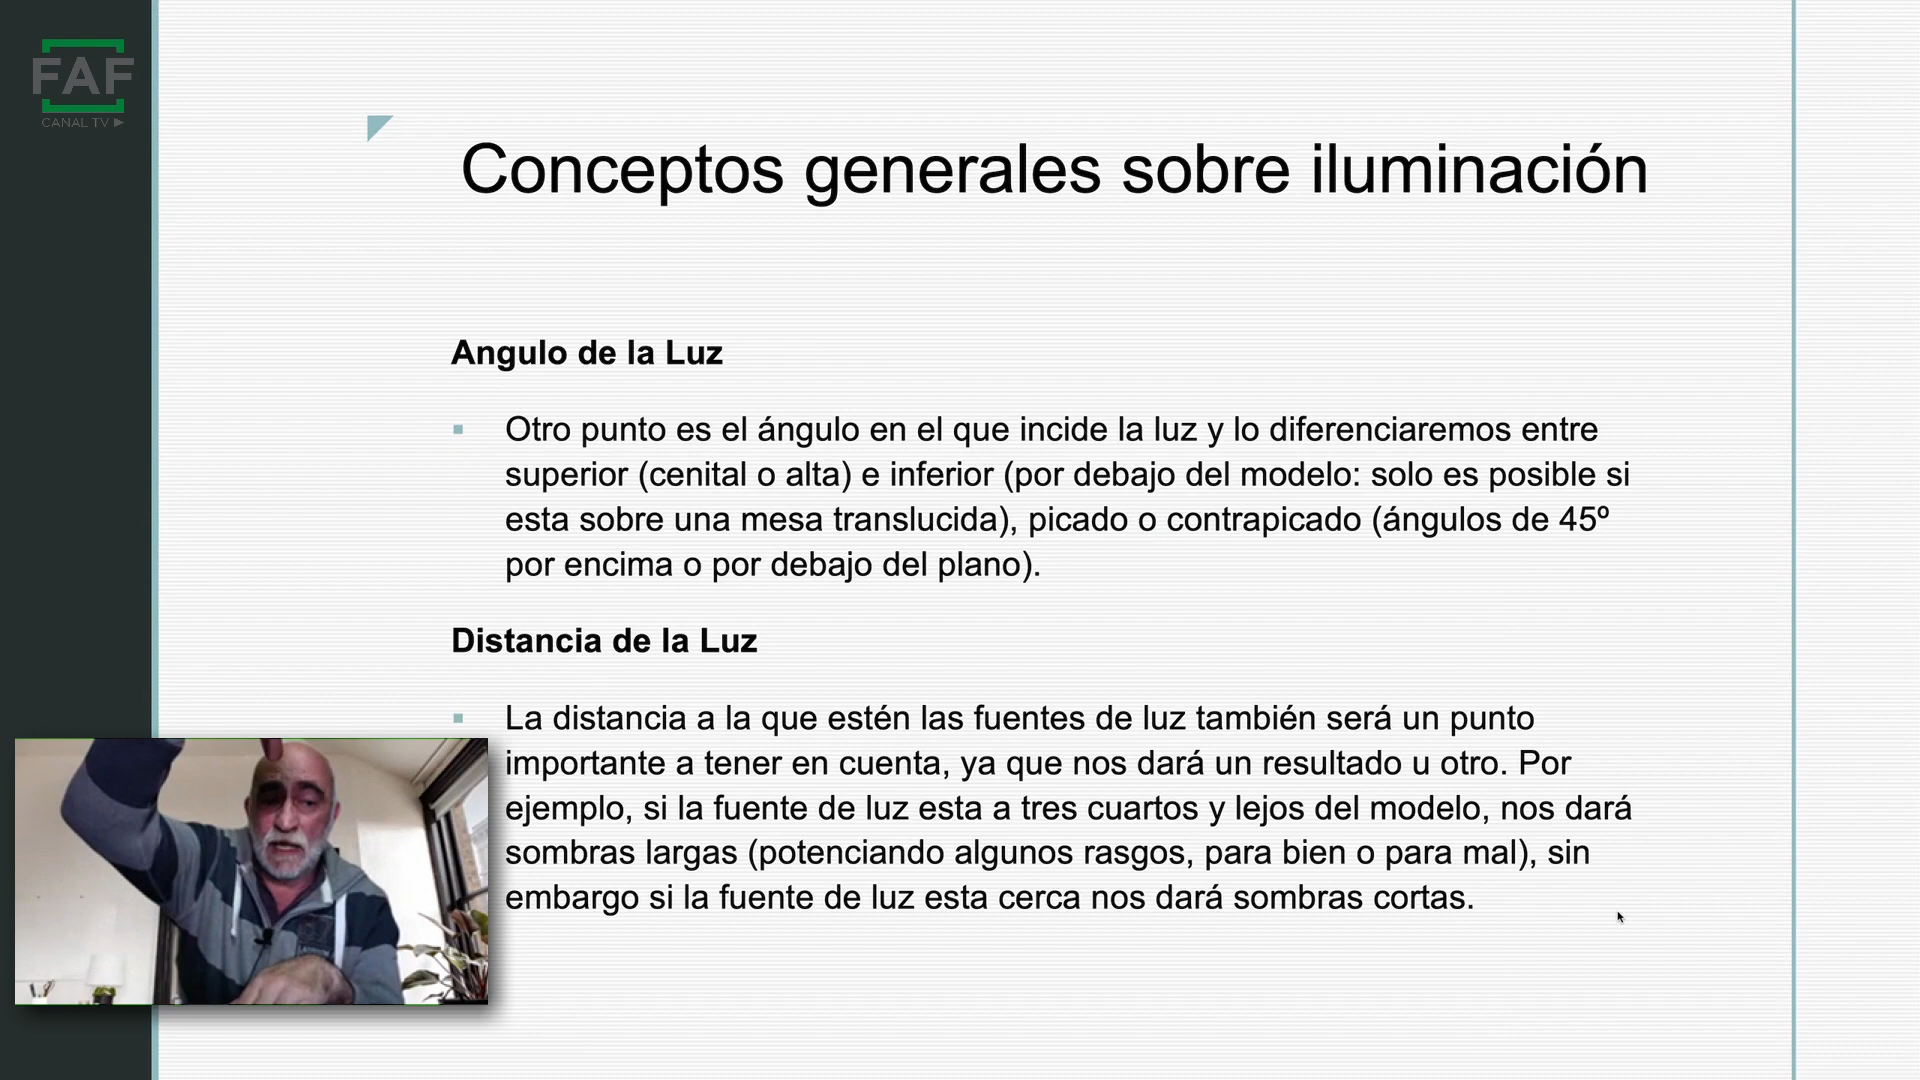 FAF
CANAL TV
Conceptos generales sobre iluminación
Angulo de la Luz
Otro punto es el ángulo en el que incide la luz y lo diferenciaremos entre
superior (cenital o alta) e inferior (por debajo del modelo: solo es posible si
esta sobre una mesa translucida), picado o contrapicado (ángulos de 45º
por encima o por debajo del plano).
Distancia de la Luz
La distancia a la que estén las fuentes de luz también será un punto
importante a tener en cuenta, ya que nos dará un resultado u otro. Por
ejemplo, si la fuente de luz esta a tres cuartos y lejos del modelo, nos dará
sombras largas (potenciando algunos rasgos, para bien o para mal), sin
embargo si la fuente de luz esta cerca nos dará sombras cortas.